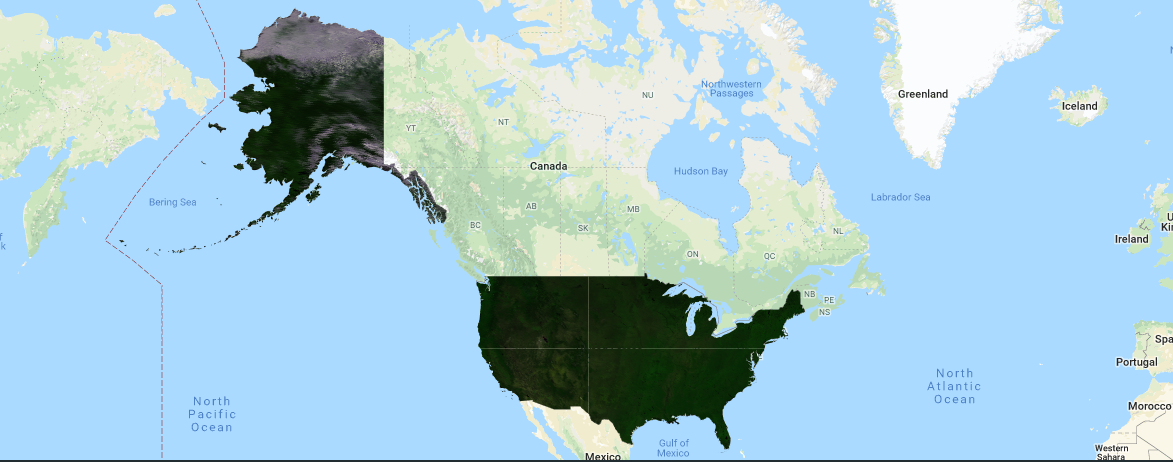 NU
Northwestern
Passages
Greenland
Iceland
YT
NT
Canada
Hudson Bay
Bering Sea
AB
MB
SK
BC
Labrador Sea
NL
ON
QC
Ireland
U
Kin
f
k
NB
PE
NS
Spa
Portugal
North
Pacific
Ocean
North
Atlantic
Ocean
Morocco
Gulf of
Mexico
Mexico
Western
Sahara